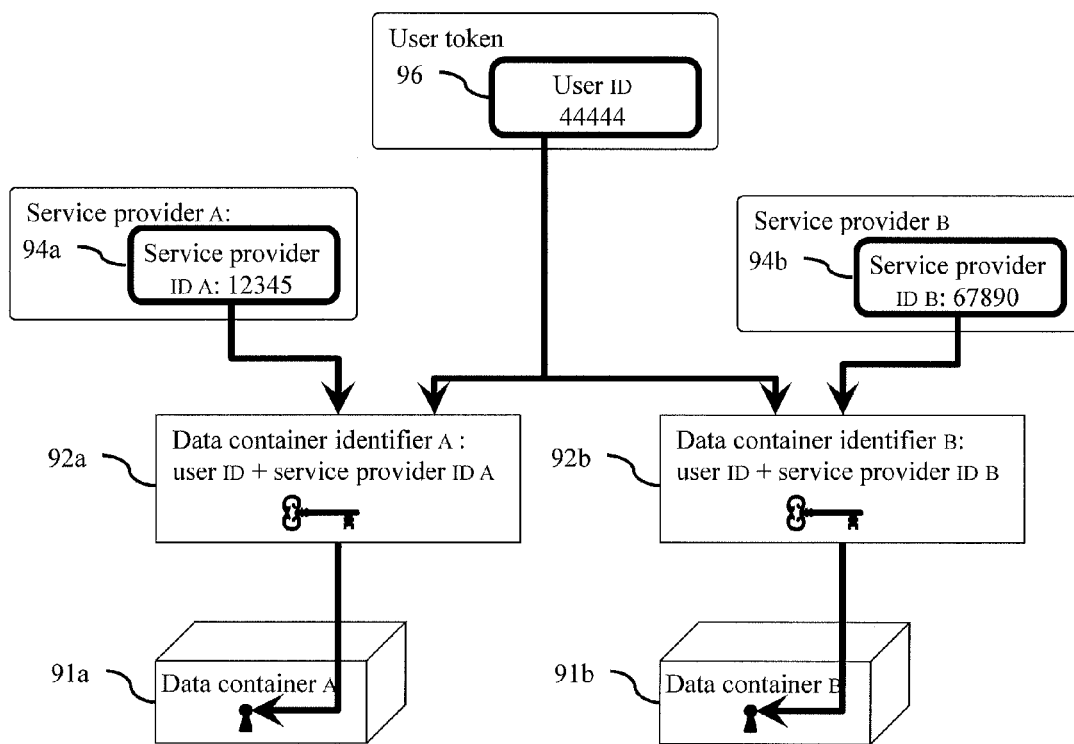 User token
96
User ID
44444
Service provider A:
94a
Service provider
ID A: 12345
Service provider B
94b
Service provider
ID B: 67890
92a
Data container identifier A :
user ID + service provider ID A
92b
Data container identifier B:
user ID + service provider ID B
91a
Data container A
91b
Data container B